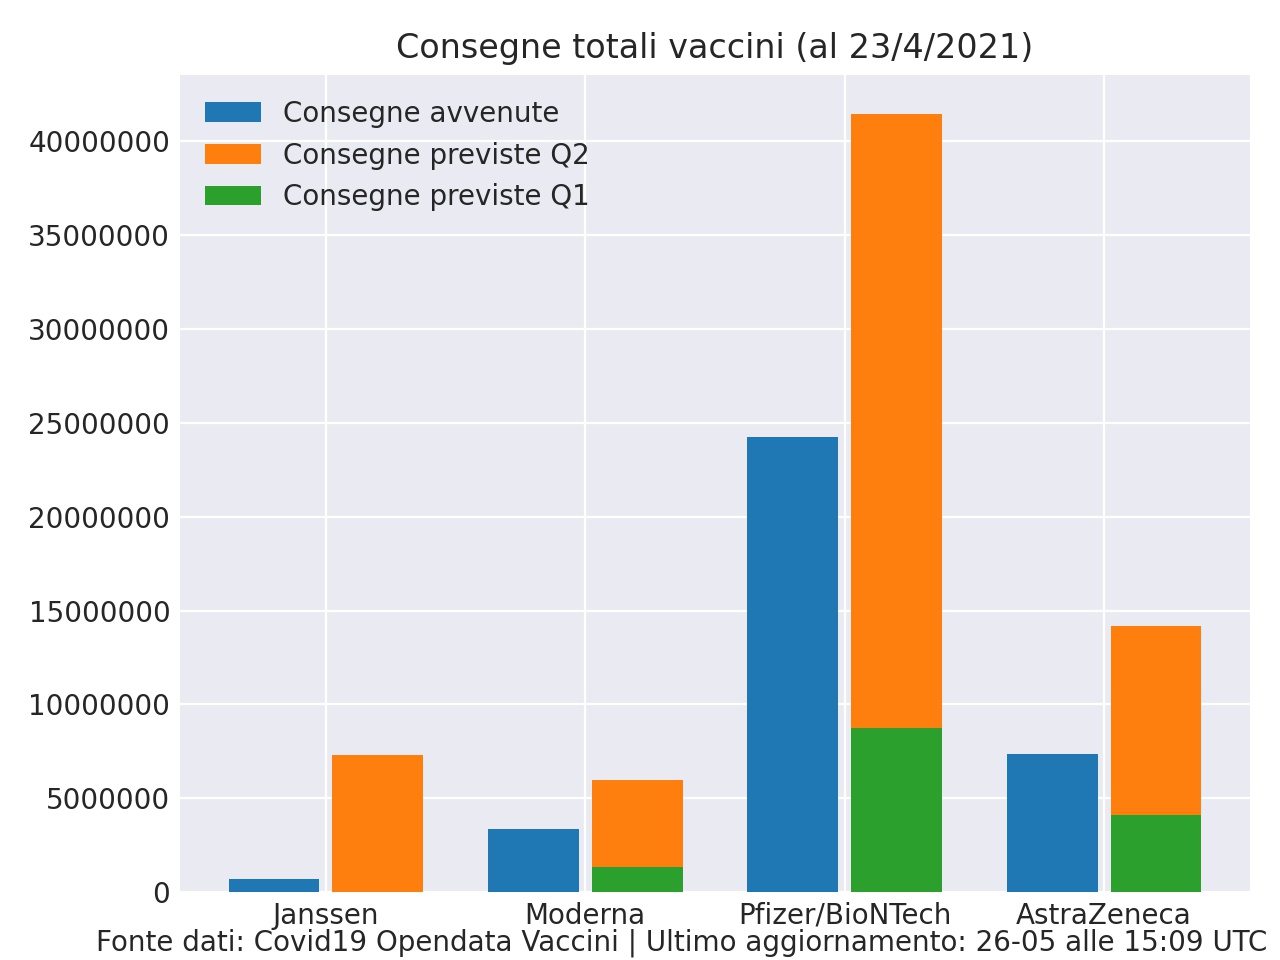 Consegne totali vaccini (al 23/4/2021)
Consegne avvenute
Consegne previste Q2
Consegne previste Q1
40000000
35000000
30000000
25000000
20000000
15000000
10000000
5000000
0
Janssen Moderna Pfizer/BioNTech AstraZeneca
Fonte dati: Covid19 Opendata Vaccini | Ultimo aggiornamento: 26-05 alle 15:09 UTC